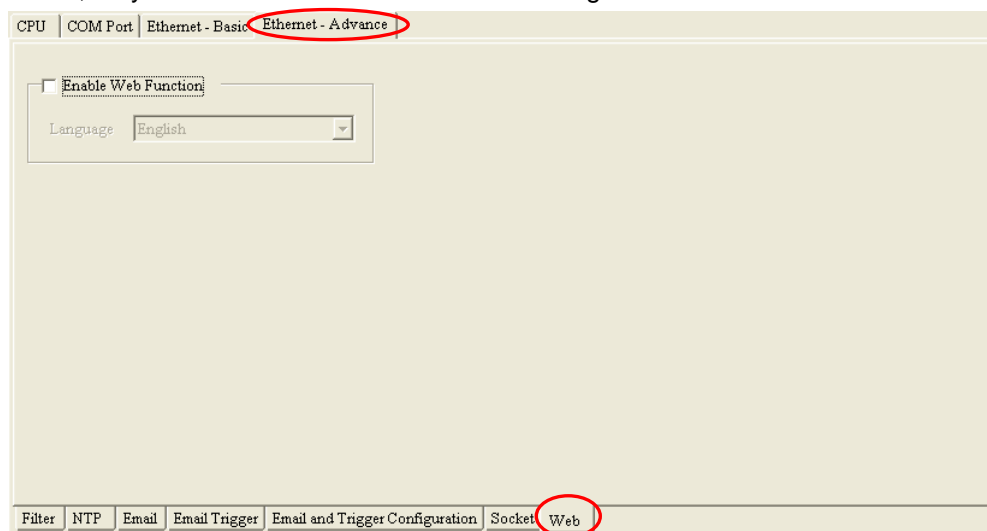 CPU COM Port Ethernet - Basic Ethernet - Advance
Enable Web Function
Language English
Filter NTP Email Email Trigger Email and Trigger Configuration Socket Web